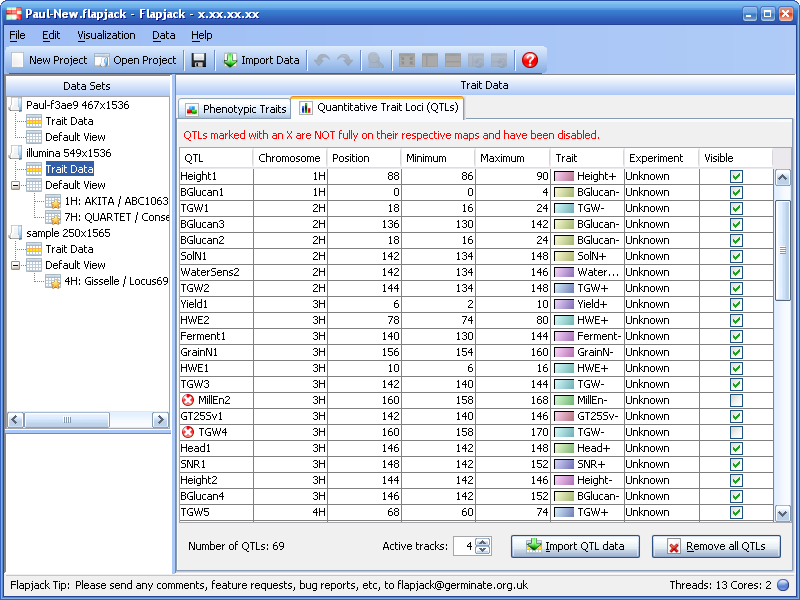 Paul-New.flapjack - Flapjack - x.xx.xx.xx
File Edit Visualization Data Help
New Project Open Project Import Data
Data Sets
Paul-f3ae9 467x1536
Trait Data
Default View
illumina 549x1536
Trait Data
Default View
1H: AKITA / ABC1063
7H: QUARTET / Conse
sample 250x1565
Trait Data
Default View
4H: Gisselle / Locus69
Trait Data
Phenotypic Traits Quantitative Trait Loci (QTLs)
QTLs marked with an X are NOT fully on their respective maps and have been disabled.
QTL Chromosome Position Minimum Maximum Trait Experiment Visible
Height1 1H 88 86 90 Height+ Unknown
BGlucan1 1H 0 0 4 BGlucan- Unknown
TGW1 2H 18 16 24 TGW- Unknown
BGlucan3 2H 136 130 142 BGlucan- Unknown
BGlucan2 2H 18 16 24 BGlucan- Unknown
SolN1 2H 142 134 148 SolN+ Unknown
WaterSens2 2H 142 134 146 Water... Unknown
TGW2 2H 144 134 148 TGW+ Unknown
Yield1 3H 6 2 10 Yield+ Unknown
HWE2 3H 78 74 80 HWE+ Unknown
Ferment1 3H 140 130 144 Ferment- Unknown
GrainN1 3H 156 154 160 GrainN- Unknown
HWE1 3H 10 6 16 HWE+ Unknown
TGW3 3H 142 140 144 TGW- Unknown
MillEn2 3H 160 158 168 MillEn- Unknown
GT25Sv1 3H 142 140 146 GT25Sv- Unknown
TGW4 3H 160 158 170 TGW- Unknown
Head1 3H 146 142 148 Head+ Unknown
SNR1 3H 148 142 152 SNR+ Unknown
Height2 3H 144 142 146 Height- Unknown
BGlucan4 3H 146 142 152 BGlucan- Unknown
TGW5 4H 68 60 74 TGW+ Unknown
Number of QTLs: 69 Active tracks: 4 Import QTL data Remove all QTLs
Flapjack Tip: Please send any comments, feature requests, bug reports, etc, to flapjack@germinate.org.uk Threads: 13 Cores: 2